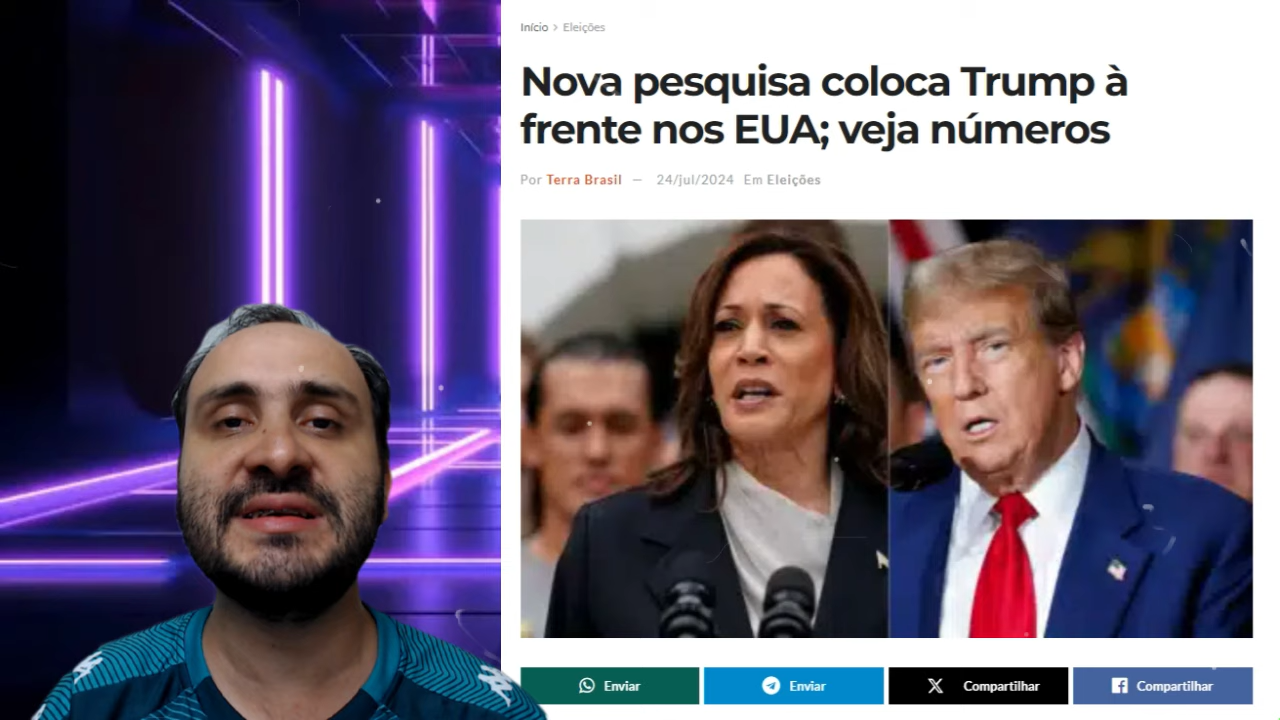 Início > Eleições
Nova pesquisa coloca Trump à
frente nos EUA; veja números
Por Terra Brasil — 24/jul/2024 Em Eleições
Enviar
Enviar
Compartilhar
Compartilhar